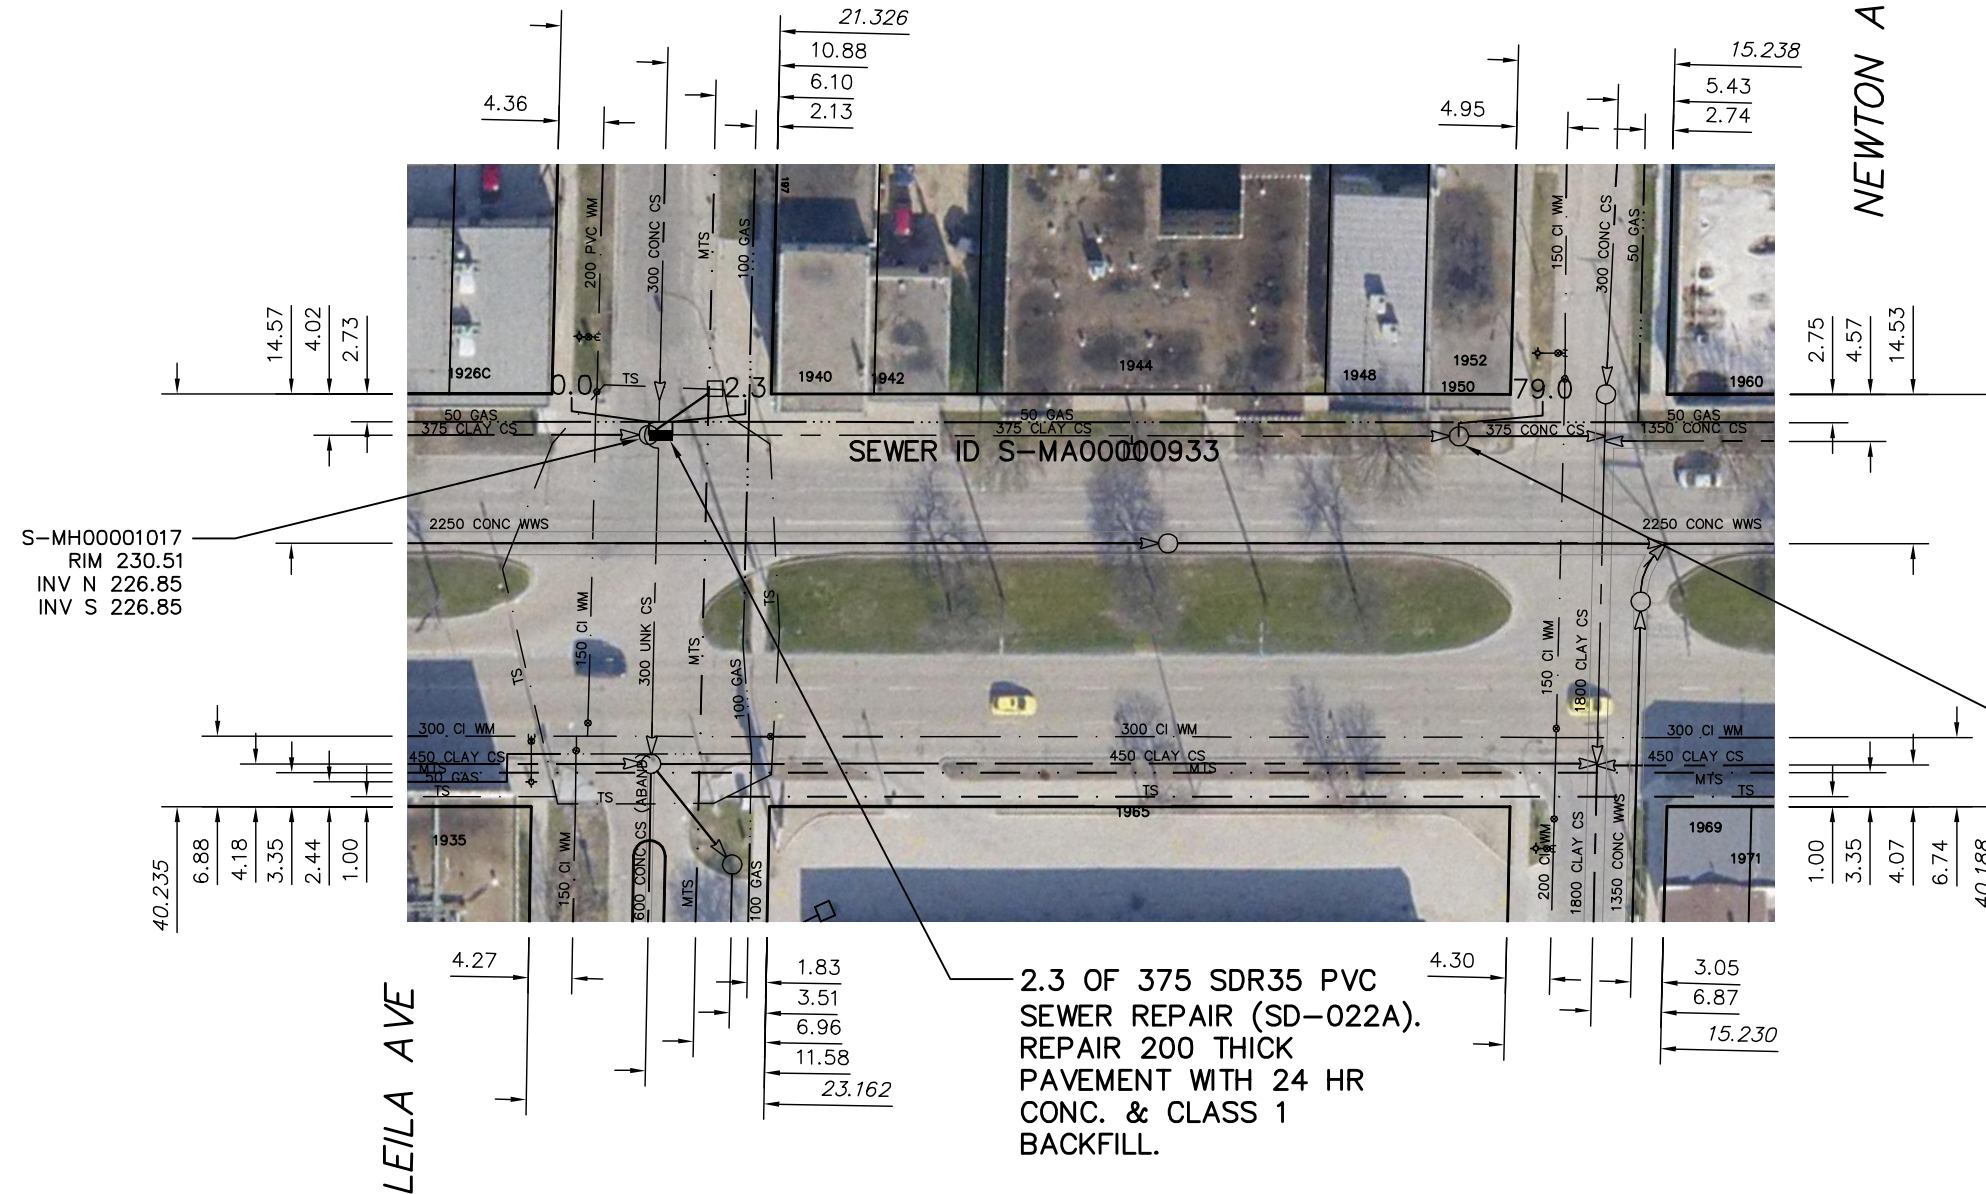 21.326
10.88
6.10
2.13
4.36
15.238
5.43
2.74
4.95
NEWTON A
200 PVC WM
300 CONC CS
MTS
100 GAS
197
150 CI WM
300 CONC CS
50 GAS
14.57
4.02
2.73
2.75
4.57
14.53
1926C
0.0
TS
2.3
1940
1942
1944
1948
1952
1950
79.0
1960
50 GAS
375 CLAY CS
50 GAS
375 CLAY CS
375 CONC CS
50 GAS
1350 CONC CS
SEWER ID S-MA00000933
2250 CONC WWS
2250 CONC WWS
S-MH00001017
RIM 230.51
INV N 226.85
INV S 226.85
TS
150 CI WM
300 UNK CS
MTS
100 GAS
TS
150 CI WM
1800 CLAY CS
300 CI WM
450 CLAY CS
MTS
50 GAS
TS
TS
300 CI WM
450 CLAY CS
MTS
TS
300 CI WM
450 CLAY CS
MTS
TS
40.235
6.88
4.18
3.35
2.44
1.00
1935
150 CI WM
600 CONC CS (ABAND)
MTS
100 GAS
1965
200 CI WM
1800 CLAY CS
1350 CONC WWS
1969
1971
1.00
3.35
4.07
6.74
40.188
4.27
1.83
3.51
6.96
11.58
23.162
4.30
3.05
6.87
15.230
LEILA AVE
2.3 OF 375 SDR35 PVC
SEWER REPAIR (SD-022A).
REPAIR 200 THICK
PAVEMENT WITH 24 HR
CONC. & CLASS 1
BACKFILL.